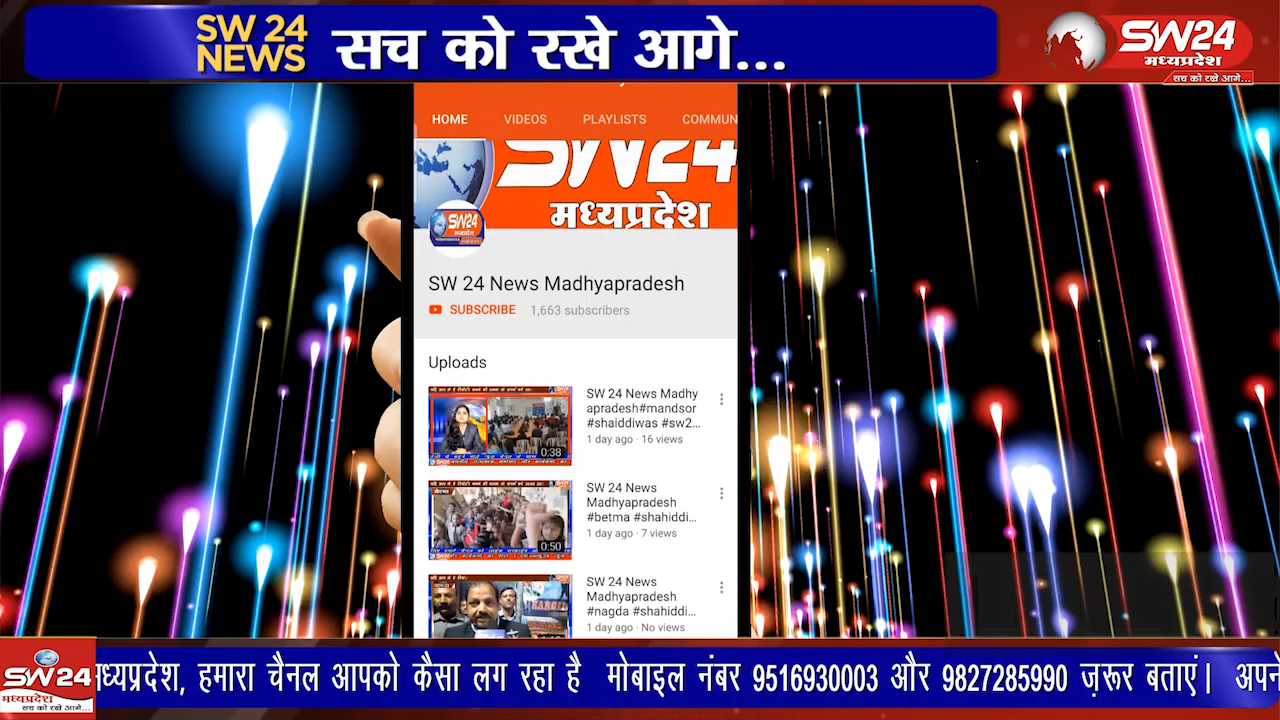 SW 24
NEWS
सच को रखे आगे...
SW24
मध्यप्रदेश
सच को रखे आगे...
HOME VIDEOS PLAYLISTS COMMUN
SW24
मध्यप्रदेश
SW24
SW 24 News Madhyapradesh
SUBSCRIBE 1,663 subscribers
Uploads
SW 24 News Madhy
apradesh#mandsor
#shaiddiwas #sw2...
1 day ago · 16 views
0:38
SW 24 News
Madhyapradesh
#betma #shahiddi...
1 day ago · 7 views
0:50
SW 24 News
Madhyapradesh
#nagda #shahiddi...
1 day ago · No views
SW24
मध्यप्रदेश
सच को रखे आगे...
मध्यप्रदेश, हमारा चैनल आपको कैसा लग रहा है मोबाइल नंबर 9516930003 और 9827285990 ज़रूर बताएं। अपने